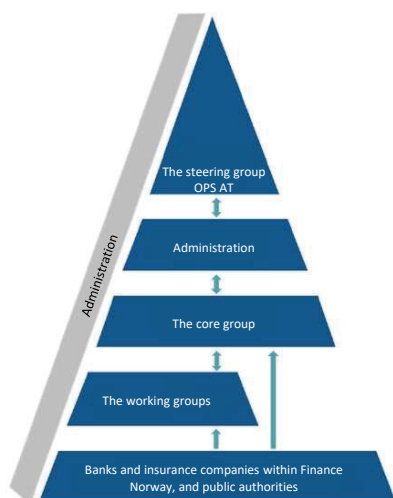 The steering group
OPS AT
Administration
Administration
The core group
The working groups
Banks and insurance companies within Finance
Norway, and public authorities